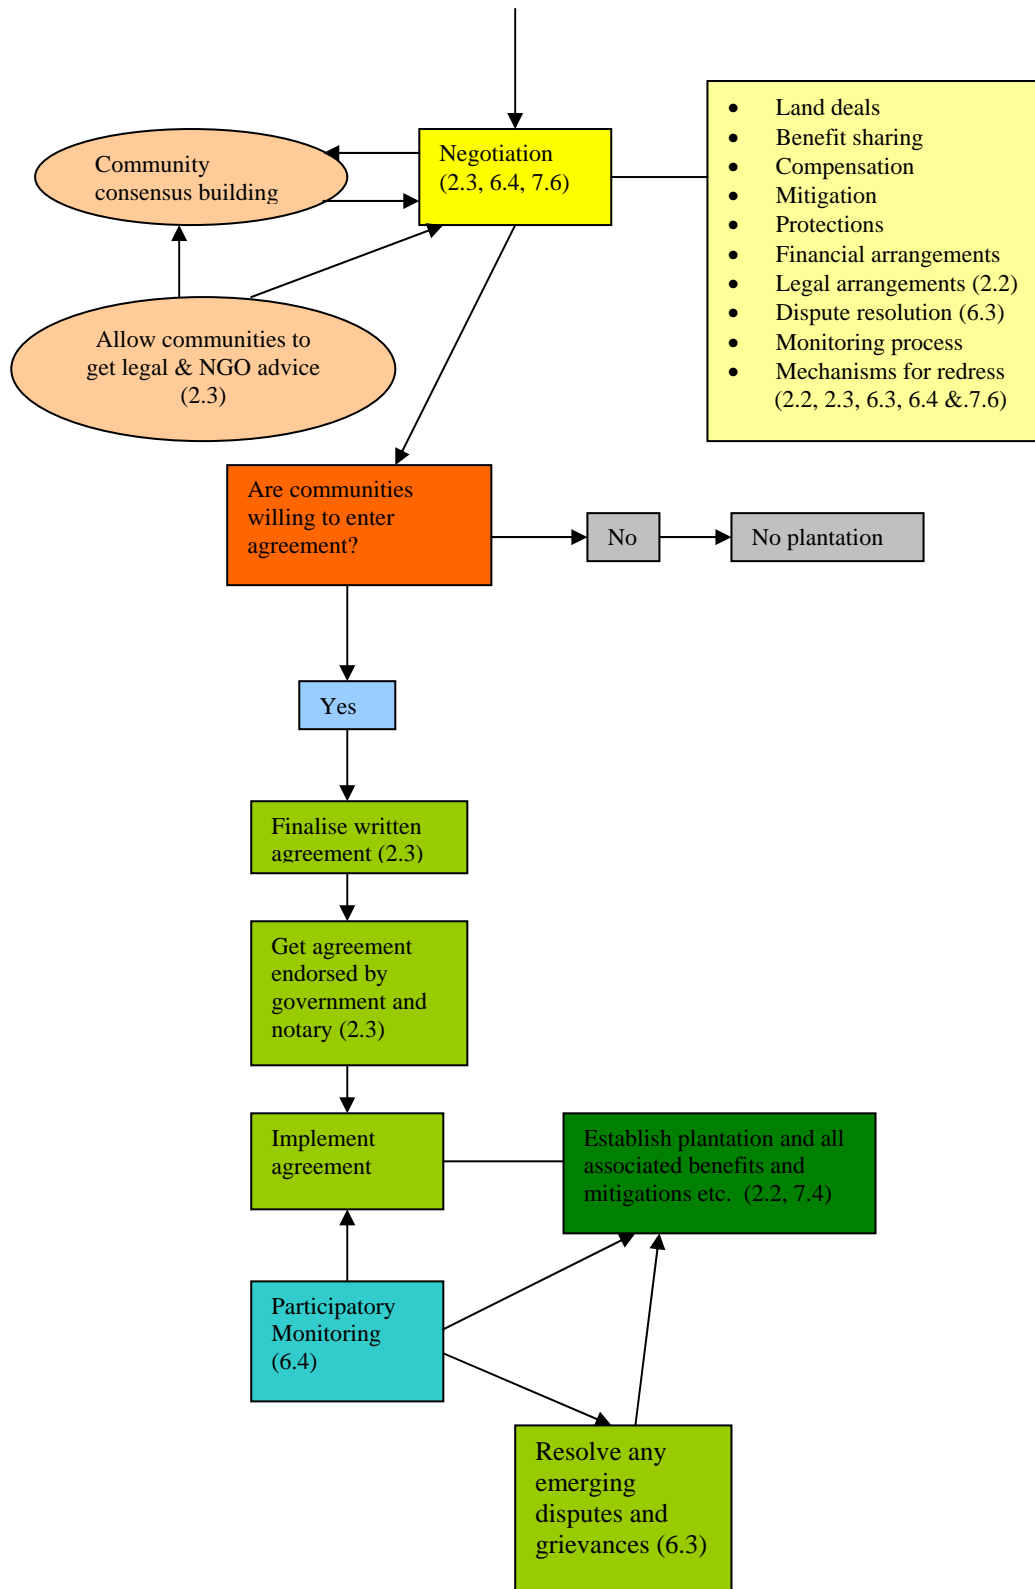 Community
consensus building
Negotiation
(2.3, 6.4, 7.6)
• Land deals
• Benefit sharing
• Compensation
• Mitigation
• Protections
• Financial arrangements
• Legal arrangements (2.2)
• Dispute resolution (6.3)
• Monitoring process
• Mechanisms for redress
(2.2, 2.3, 6.3, 6.4 &.7.6)
Allow communities to
get legal & NGO advice
(2.3)
Are communities
willing to enter
agreement?
No
No plantation
Yes
Finalise written
agreement (2.3)
Get agreement
endorsed by
government and
notary (2.3)
Implement
agreement
Establish plantation and all
associated benefits and
mitigations etc. (2.2, 7.4)
Participatory
Monitoring
(6.4)
Resolve any
emerging
disputes and
grievances (6.3)